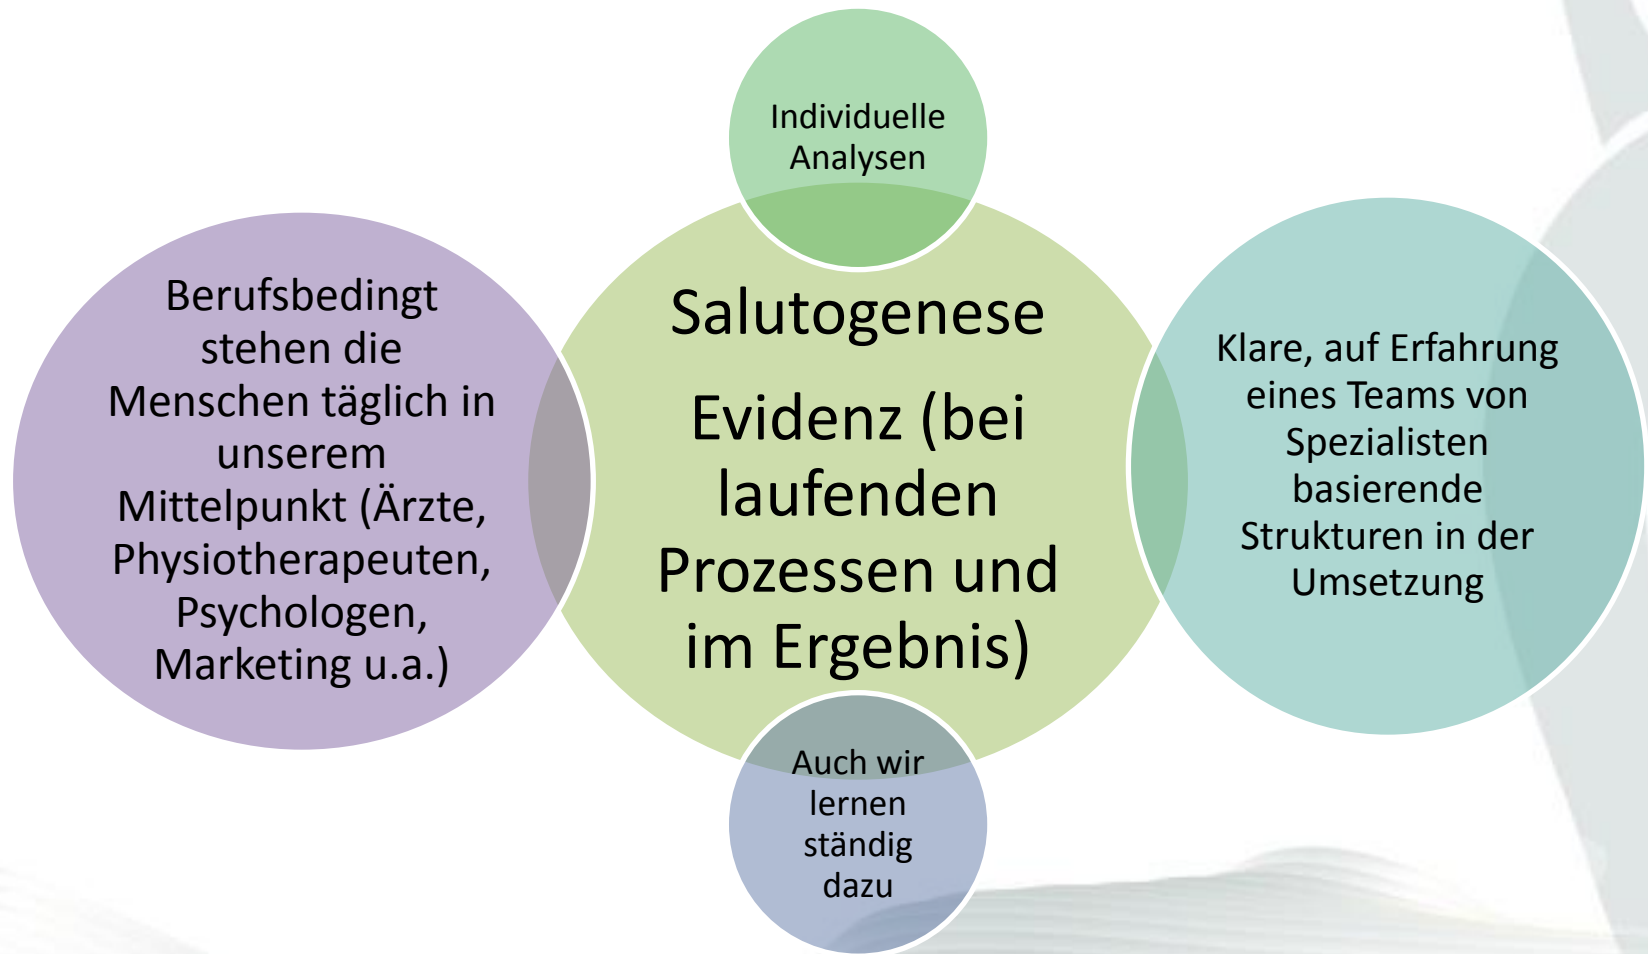 Individuelle
Analysen
Berufsbedingt
stehen die
Menschen täglich in
unserem
Mittelpunkt (Ärzte,
Physiotherapeuten,
Psychologen,
Marketing u.a.)
Salutogenese
Evidenz (bei
laufenden
Prozessen und
im Ergebnis)
Klare, auf Erfahrung
eines Teams von
Spezialisten
basierende
Strukturen in der
Umsetzung
Auch wir
lernen
ständig
dazu